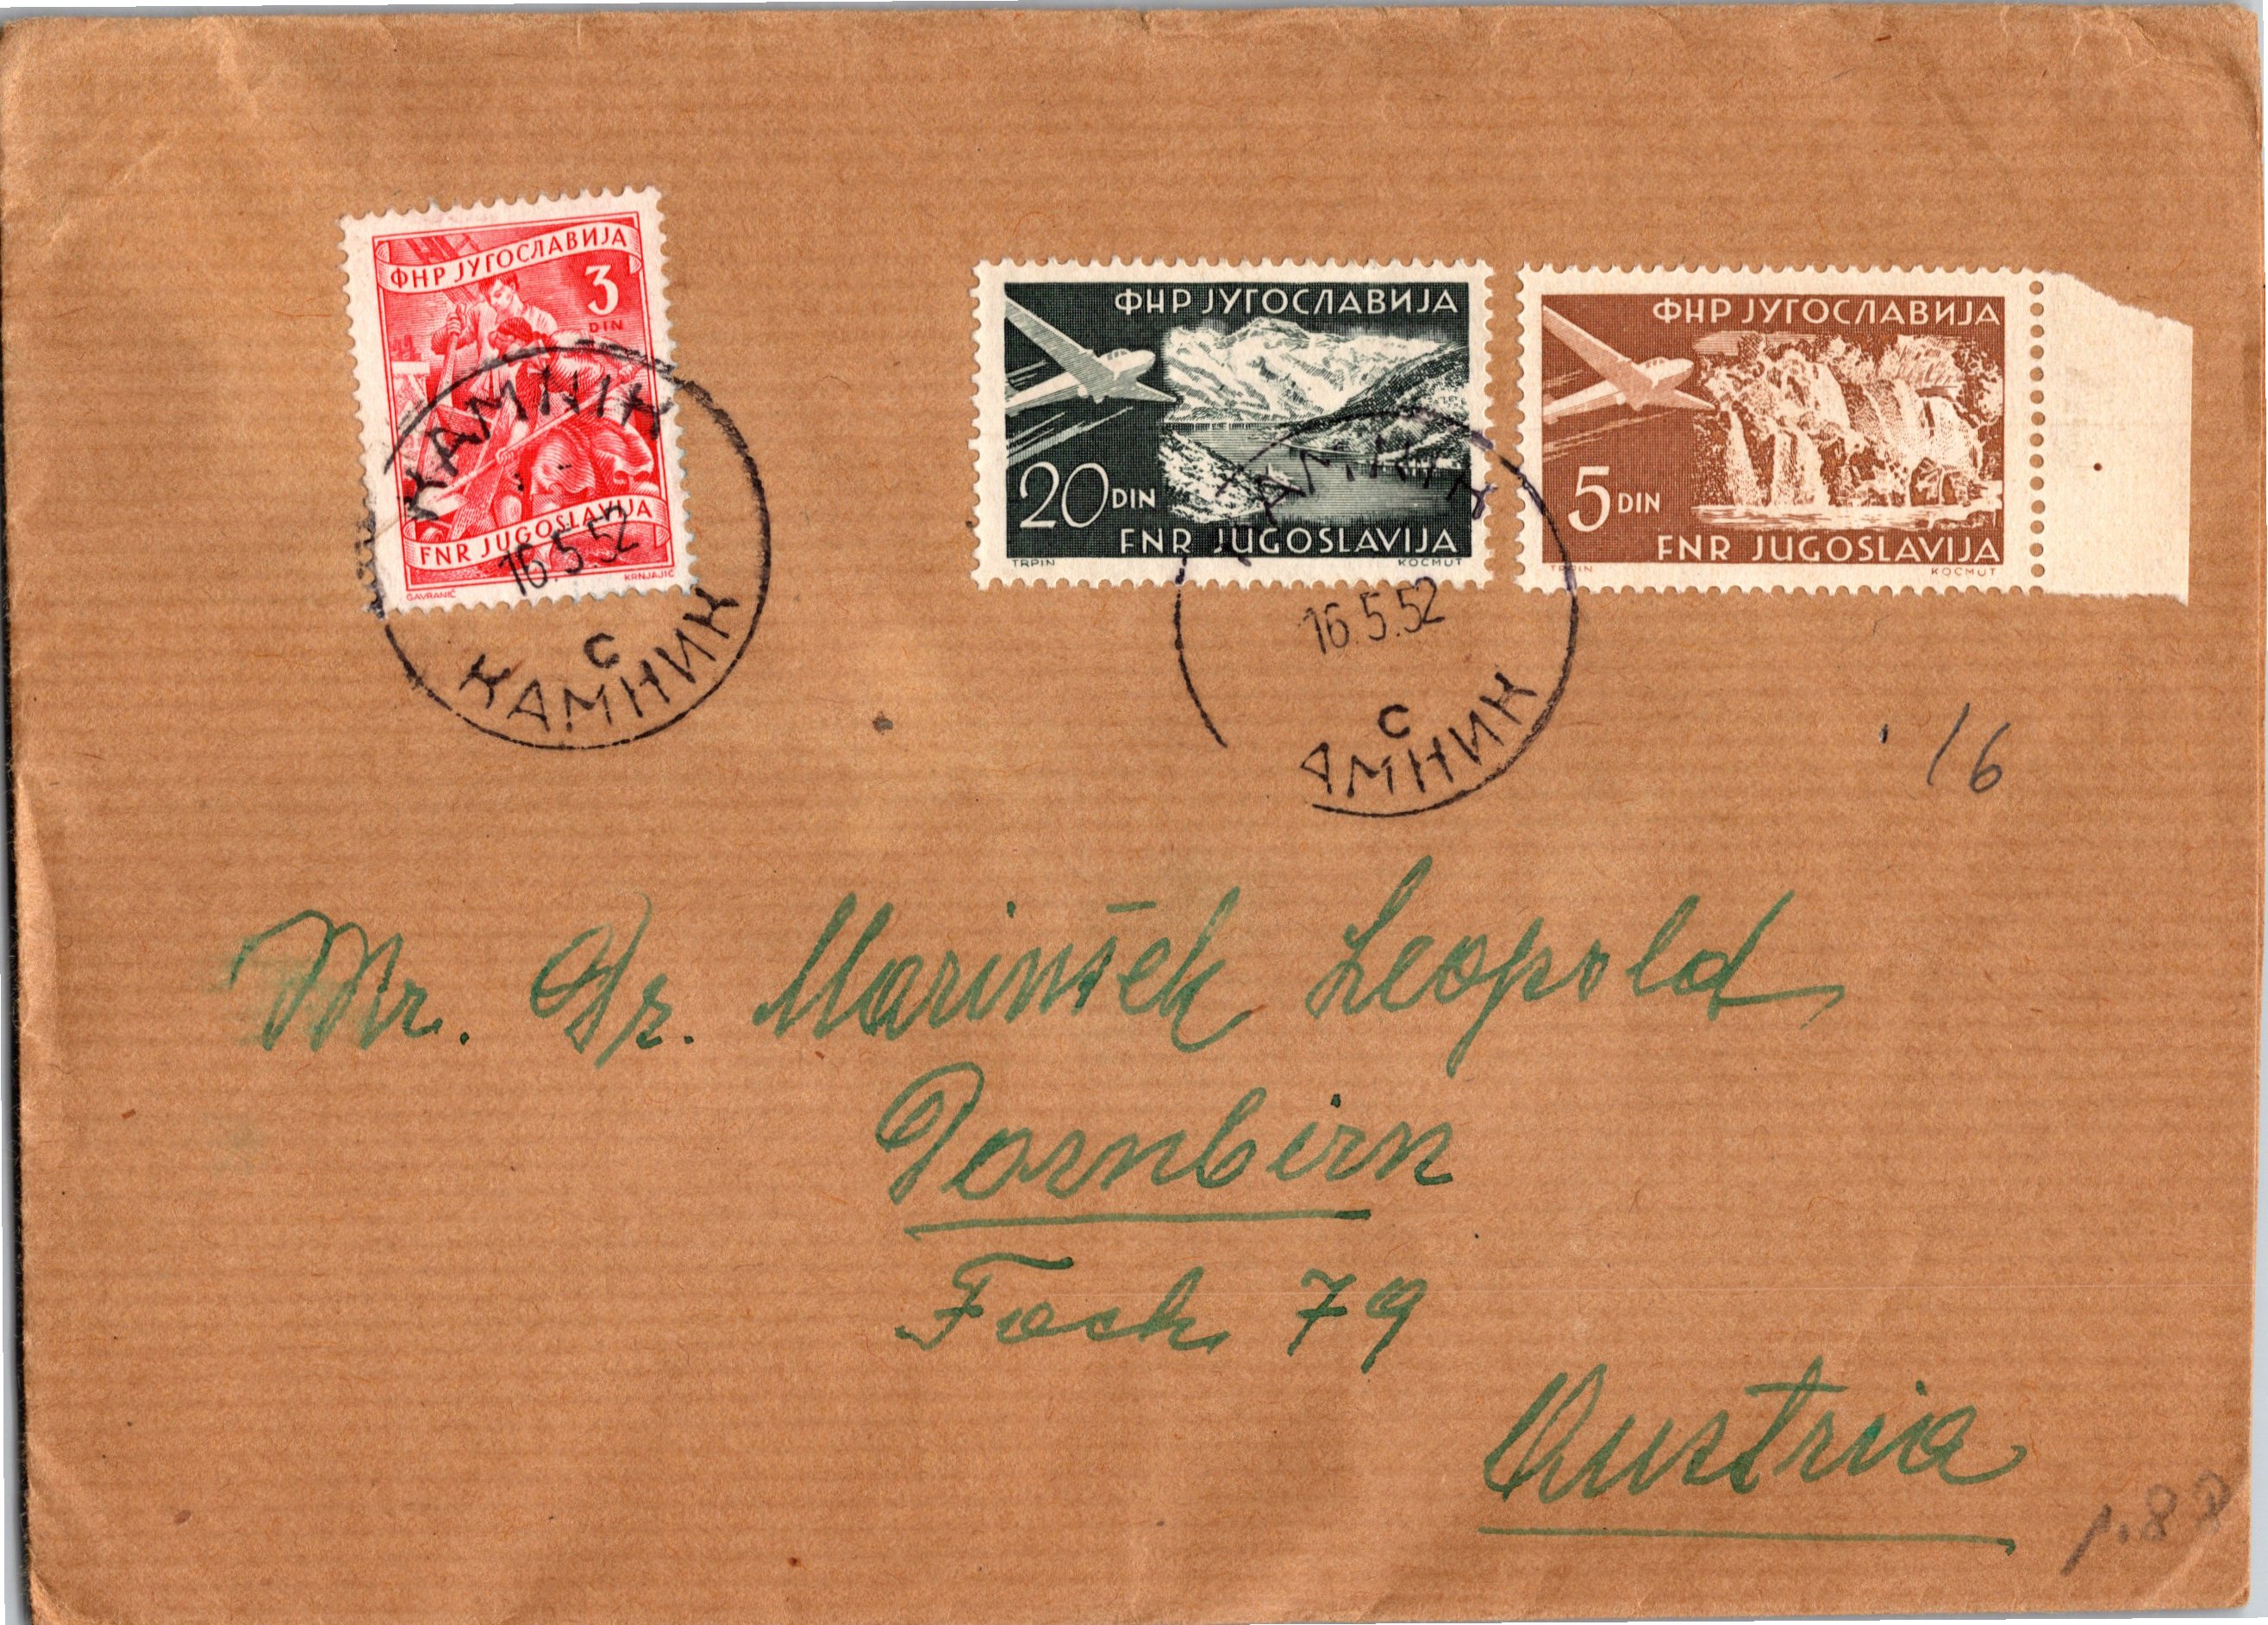 ФНР ЈУГОСЛАВИЈА
3
DIN
FNR JUGOSLAVIJA
GAVRANIĆ KRNJAJIĆ
KAMNIK
16.5.52
C
КАМНИК
ФНР ЈУГОСЛАВИЈА
20 DIN
FNR JUGOSLAVIJA
TRPIN KOCMUT
KAMNIK
16.5.52
C
АМНИК
ФНР ЈУГОСЛАВИЈА
5 DIN
FNR JUGOSLAVIJA
TRPIN KOCMUT
16
Mr. Dr. Marinšek Leopold
Dornbirn
Fach 79
Austria